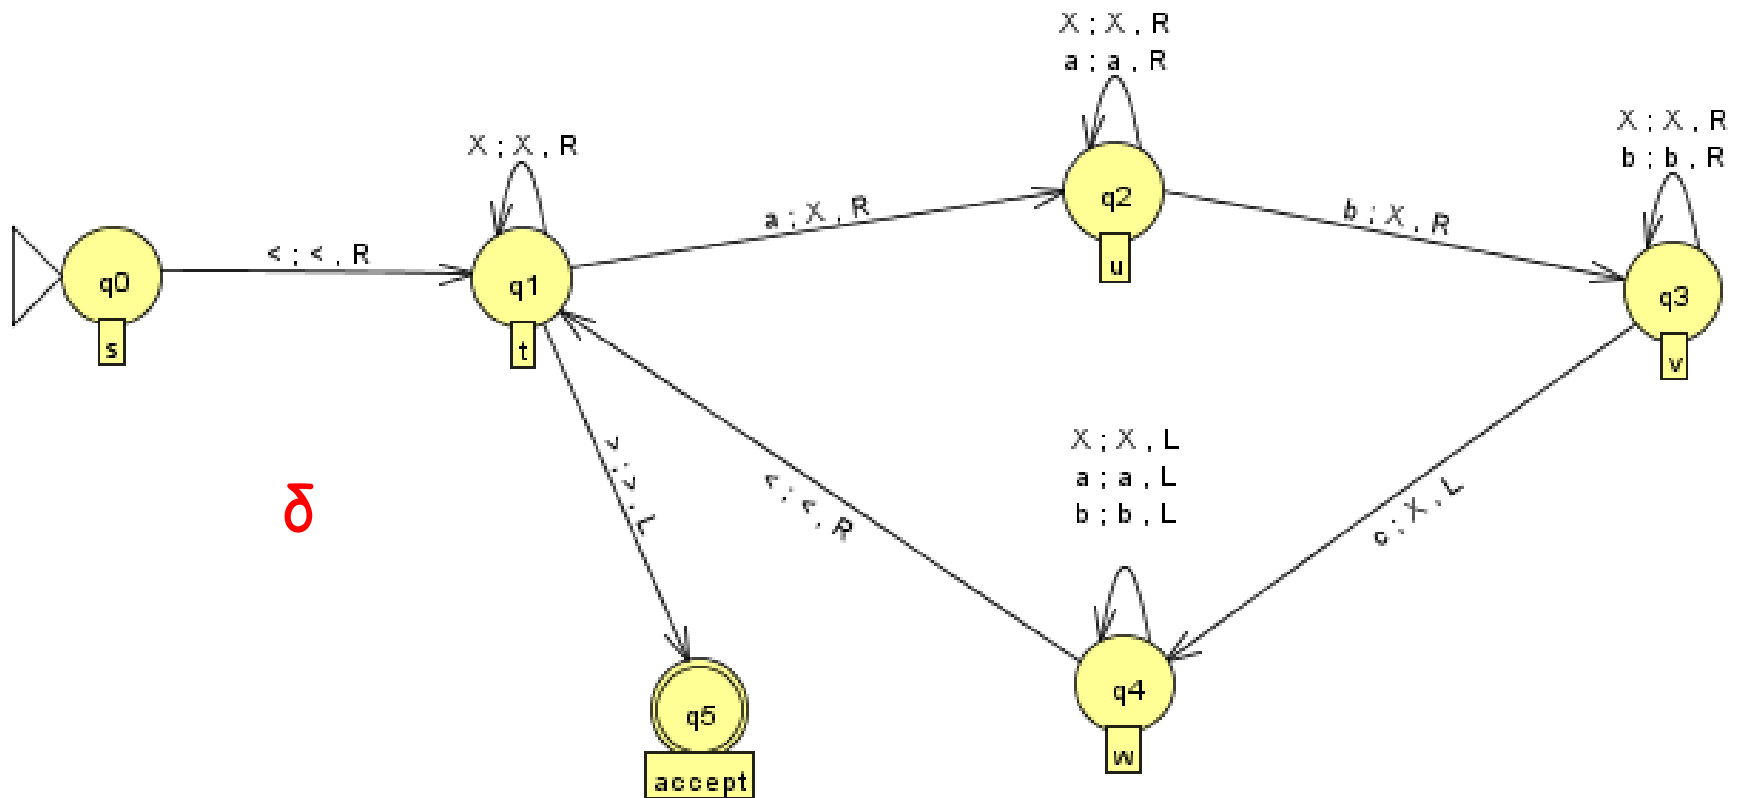 X ; X , R
a ; a , R
X ; X , R
b ; b , R
X ; X , R
q2
a ; X , R
b ; X , R
< ; < , R
q0
q1
u
q3
s
t
v
X ; X , L
a ; a , L
b ; b , L
> ; > , L
< ; < , R
c ; X , L
δ
q4
q5
w
accept